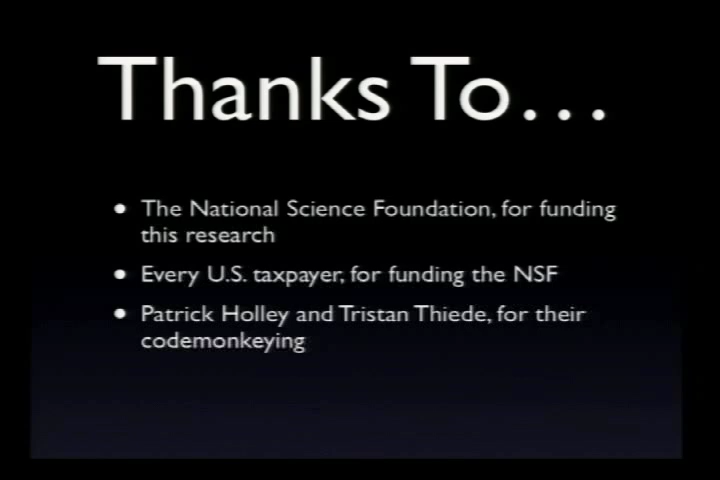 Thanks To...
• The National Science Foundation, for funding
this research
• Every U.S. taxpayer, for funding the NSF
• Patrick Holley and Tristan Thiede, for their
codemonkeying